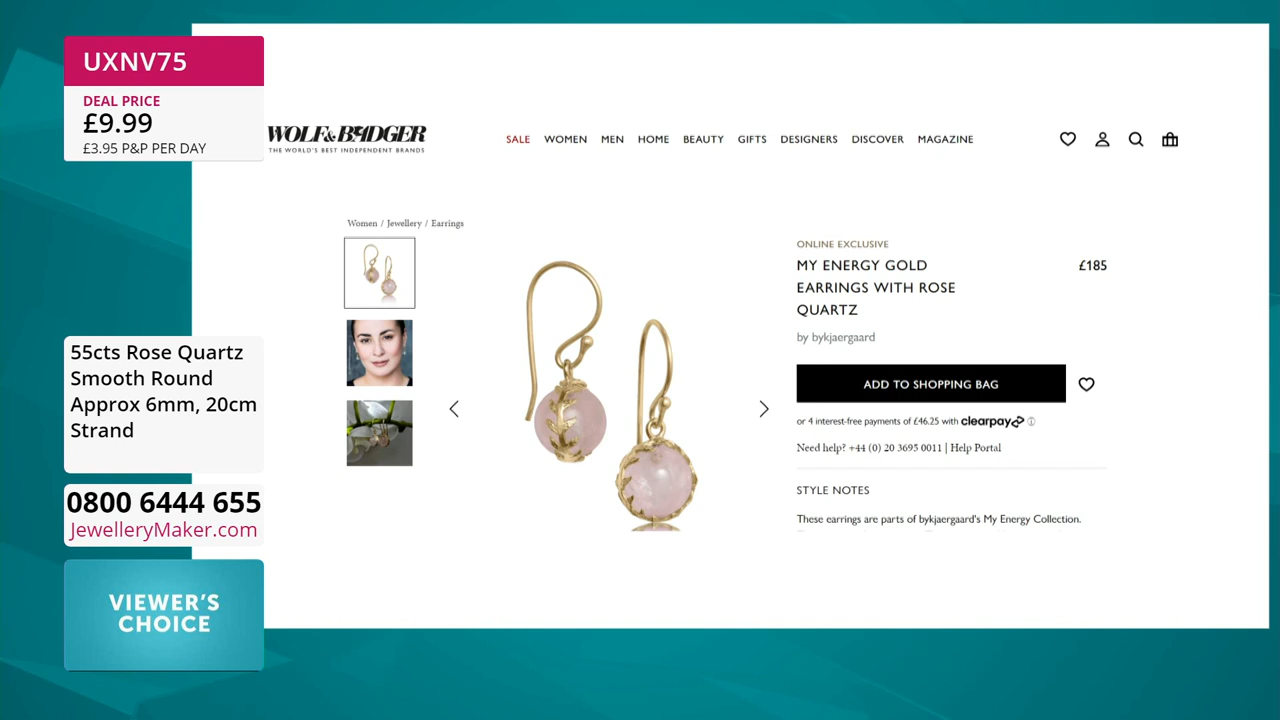 UXNV75
DEAL PRICE
£9.99
£3.95 P&P PER DAY
WOLF & BADGER
THE WORLD'S BEST INDEPENDENT BRANDS
SALE WOMEN MEN HOME BEAUTY GIFTS DESIGNERS DISCOVER MAGAZINE
Women / Jewellery / Earrings
ONLINE EXCLUSIVE
MY ENERGY GOLD £185
EARRINGS WITH ROSE
QUARTZ
by bykjaergaard
ADD TO SHOPPING BAG
or 4 interest-free payments of £46.25 with clearpay
Need help? +44 (0) 20 3695 0011 | Help Portal
STYLE NOTES
These earrings are parts of bykjaergaard's My Energy Collection.
55cts Rose Quartz
Smooth Round
Approx 6mm, 20cm
Strand
0800 6444 655
JewelleryMaker.com
VIEWER'S
CHOICE